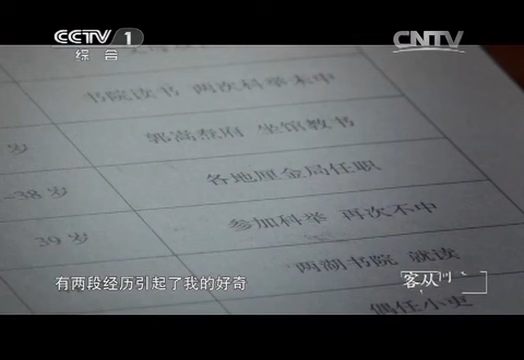 CCTV 1
综合
CNTV
书院读书 两次科举未中
岁 郭嵩焘府 坐馆教书
-38岁 各地厘金局任职
39岁 参加科举 再次不中
两湖书院 就读
有两段经历引起了我的好奇
客从
偶任小吏